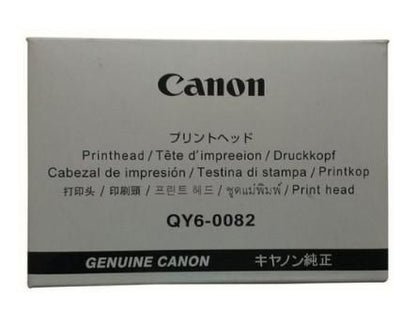 Canon
プリントヘッド
Printhead / Tête d'impreeion / Druckkopf
Cabezal de impresión / Testina di stampa / Printkop
打印头 / 印刷頭 / 프린트 헤드 / ชุดแม่พิมพ์ / Print head
QY6-0082
GENUINE CANON キヤノン純正